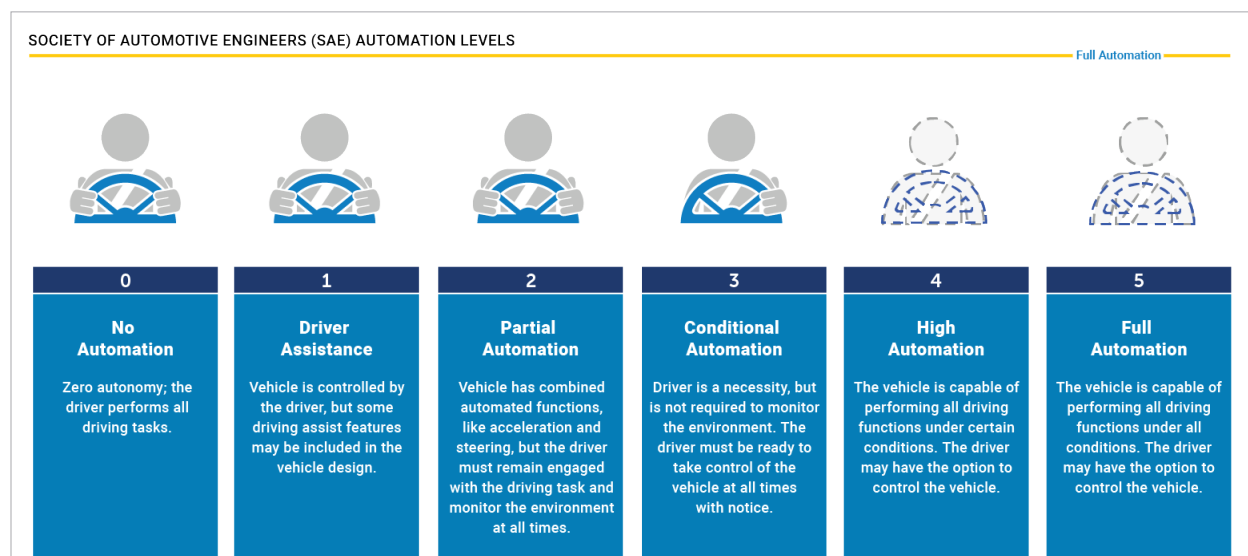 SOCIETY OF AUTOMOTIVE ENGINEERS (SAE) AUTOMATION LEVELS
Full Automation
0
No
Automation
Zero autonomy; the
driver performs all
driving tasks.
1
Driver
Assistance
Vehicle is controlled by
the driver, but some
driving assist features
may be included in the
vehicle design.
2
Partial
Automation
Vehicle has combined
automated functions,
like acceleration and
steering, but the driver
must remain engaged
with the driving task and
monitor the environment
at all times.
3
Conditional
Automation
Driver is a necessity, but
is not required to monitor
the environment. The
driver must be ready to
take control of the
vehicle at all times
with notice.
4
High
Automation
The vehicle is capable of
performing all driving
functions under certain
conditions. The driver
may have the option to
control the vehicle.
5
Full
Automation
The vehicle is capable of
performing all driving
functions under all
conditions. The driver
may have the option to
control the vehicle.